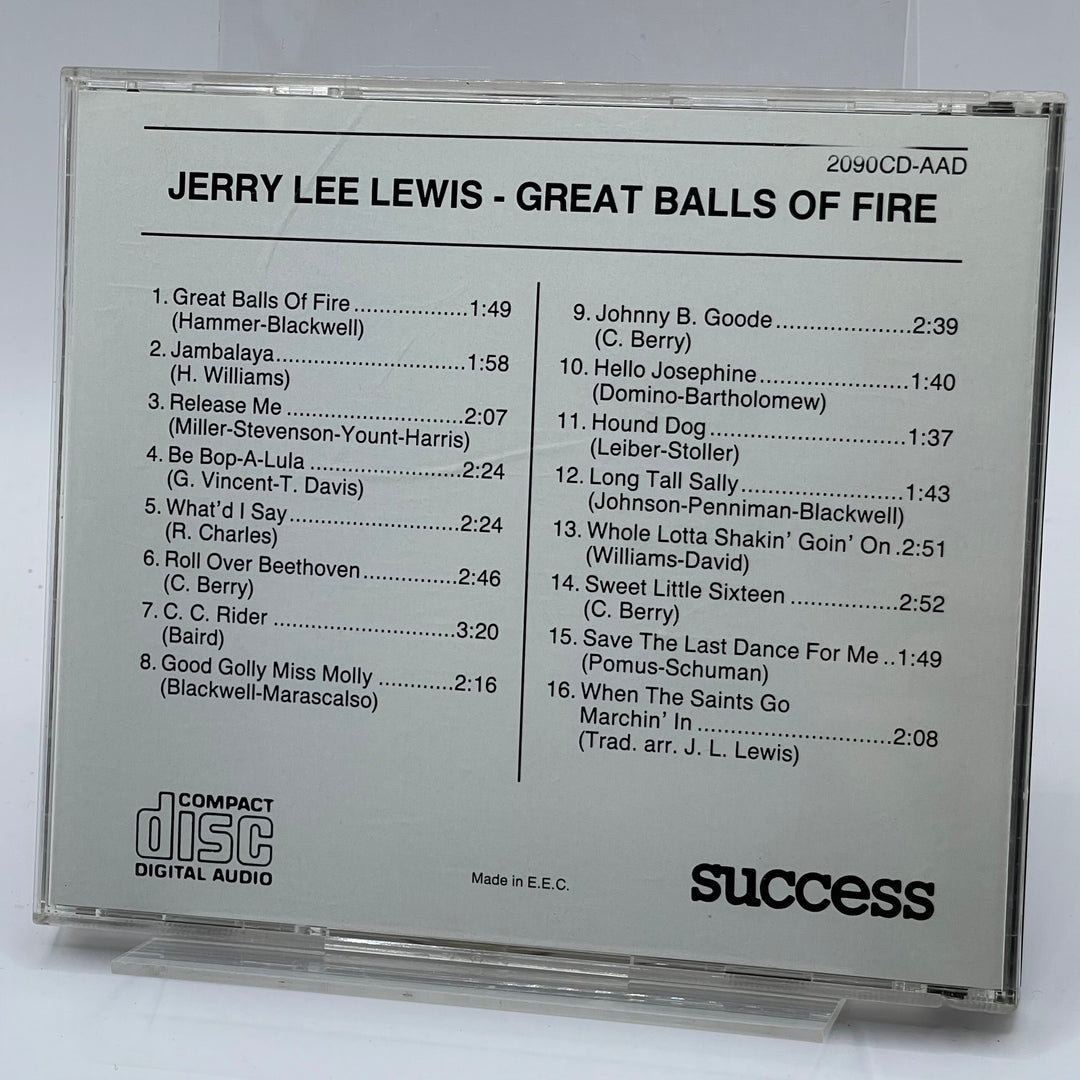 2090CD-AAD
JERRY LEE LEWIS - GREAT BALLS OF FIRE
1. Great Balls Of Fire ..................1:49
(Hammer-Blackwell)
2. Jambalaya..............................1:58
(H. Williams)
3. Release Me ............................2:07
(Miller-Stevenson-Yount-Harris)
4. Be Bop-A-Lula ........................2:24
(G. Vincent-T. Davis)
5. What'd I Say...........................2:24
(R. Charles)
6. Roll Over Beethoven...............2:46
(C. Berry)
7. C. C. Rider .............................3:20
(Baird)
8. Good Golly Miss Molly ............2:16
(Blackwell-Marascalso)
9. Johnny B. Goode......................2:39
(C. Berry)
10. Hello Josephine........................1:40
(Domino-Bartholomew)
11. Hound Dog...............................1:37
(Leiber-Stoller)
12. Long Tall Sally..........................1:43
(Johnson-Penniman-Blackwell)
13. Whole Lotta Shakin' Goin' On .2:51
(Williams-David)
14. Sweet Little Sixteen .................2:52
(C. Berry)
15. Save The Last Dance For Me ..1:49
(Pomus-Schuman)
16. When The Saints Go
Marchin' In ...............................2:08
(Trad. arr. J. L. Lewis)
COMPACT
disc
DIGITAL AUDIO
Made in E.E.C.
success